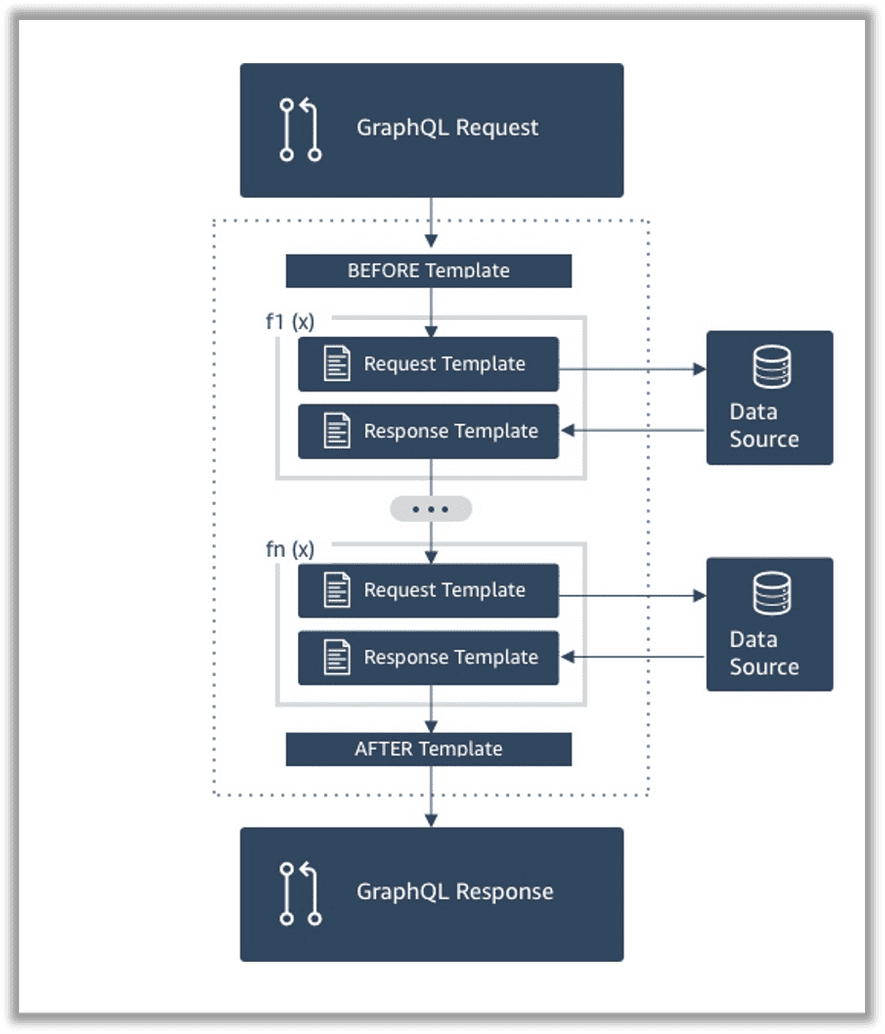 GraphQL Request
BEFORE Template
f1 (x)
Request Template
Response Template
Data
Source
fn (x)
Request Template
Response Template
Data
Source
AFTER Template
GraphQL Response